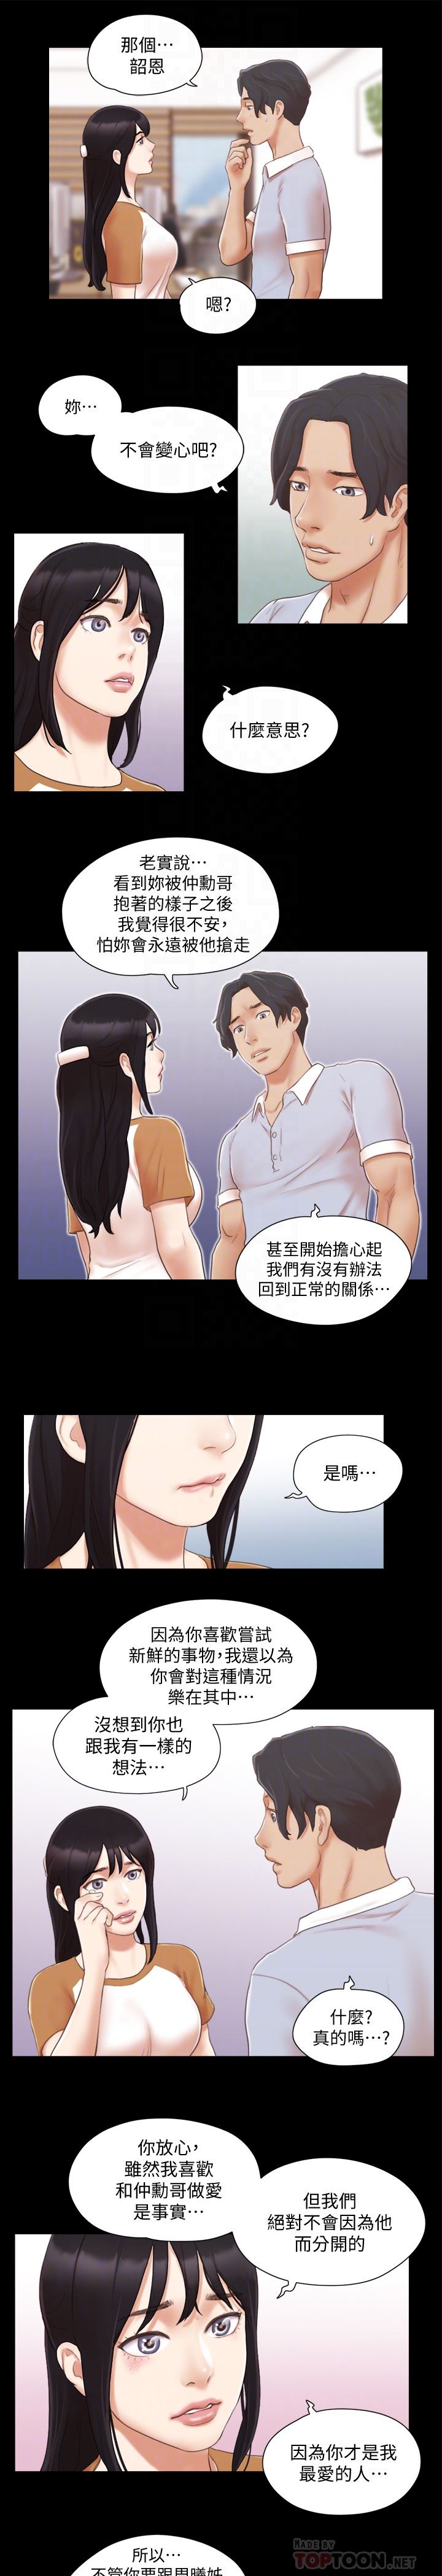 那個⋯
韶恩
嗯?
妳⋯
不會變心吧?
什麼意思?
老實說⋯
看到妳被仲勳哥
抱著的樣子之後
我覺得很不安，
怕妳會永遠被他搶走
甚至開始擔心起
我們有沒有辦法
回到正常的關係⋯
是嗎⋯
因為你喜歡嘗試
新鮮的事物，我還以為
你會對這種情況
樂在其中⋯
沒想到你也
跟我有一樣的
想法⋯
什麼?
真的嗎⋯?
你放心，
雖然我喜歡
和仲勳哥做愛
是事實⋯
但我們
絕對不會因為他
而分開的
因為你才是我
最愛的人⋯
MADE BY
TOPTOON.NET
所以⋯
不管你要跟周曦姊